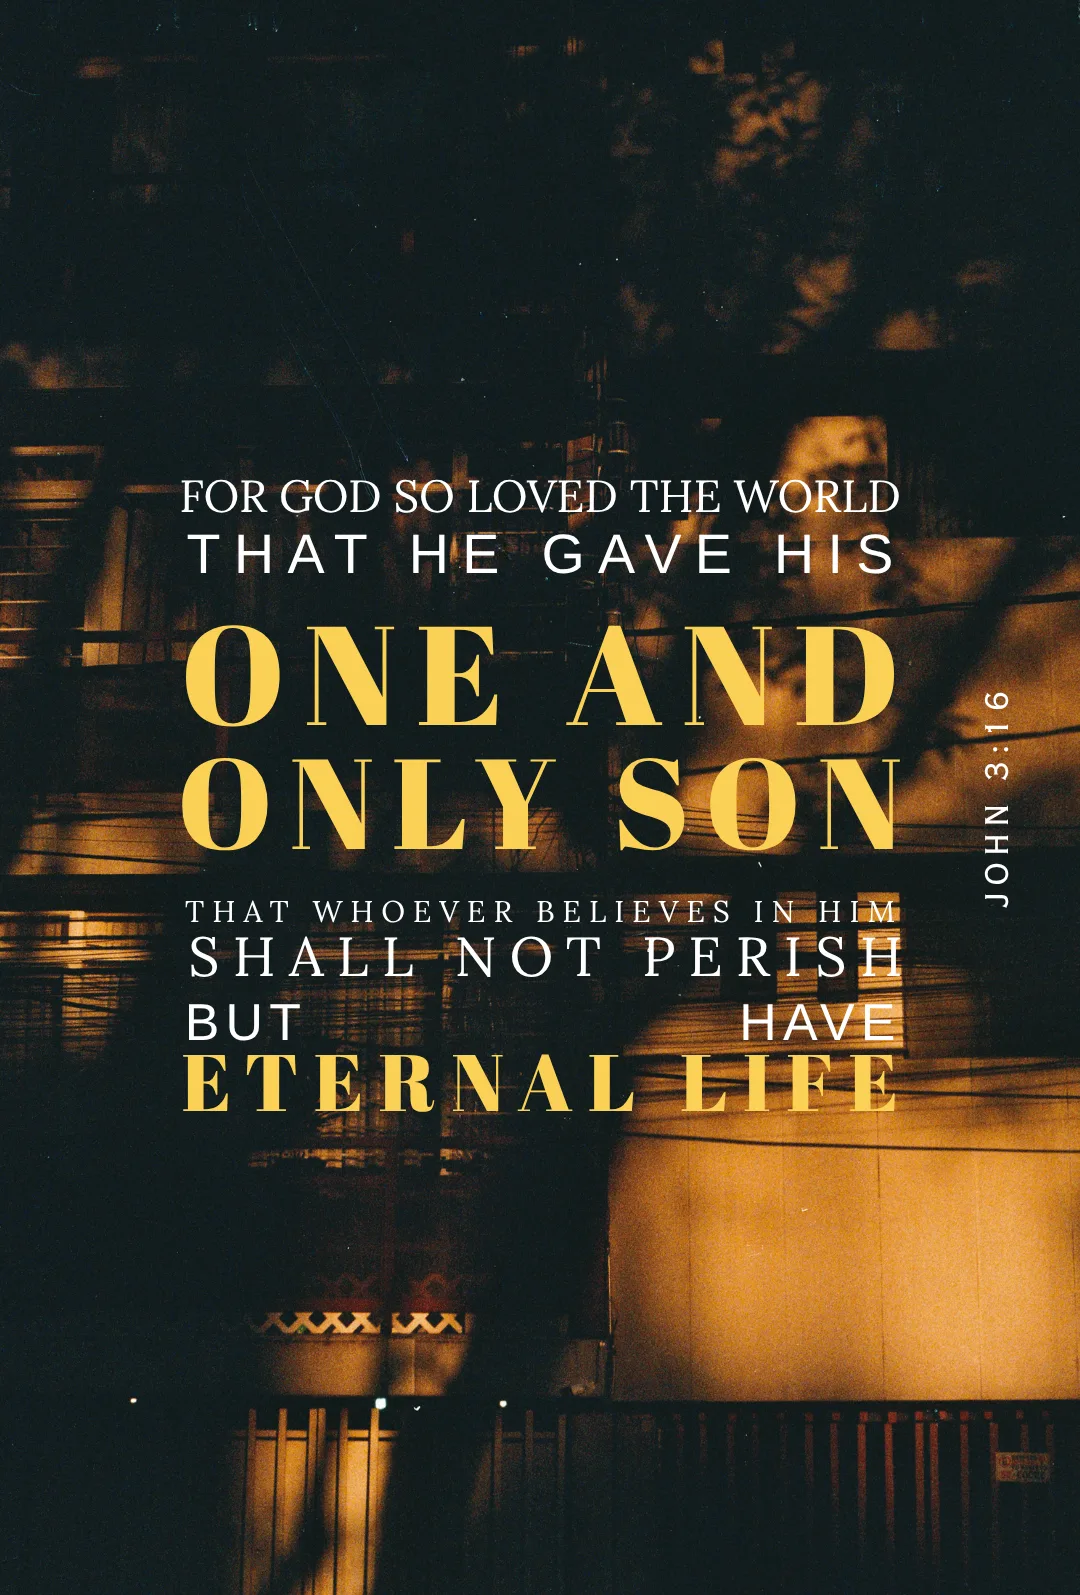 FOR GOD SO LOVED THE WORLD
THAT HE GAVE HIS
ONE AND
ONLY SON
THAT WHOEVER BELIEVES IN HIM
SHALL NOT PERISH
BUT HAVE
ETERNAL LIFE
JOHN 3:16